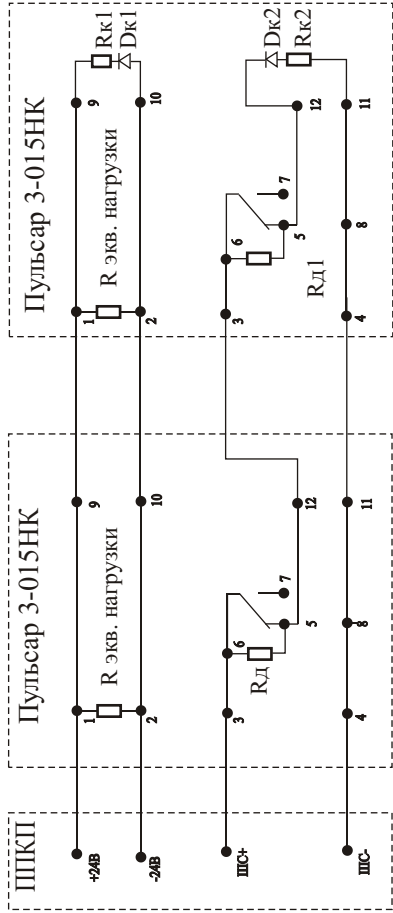 ППКП
+24В
-24В
ШС+
ШС-
Пульсар 3-015НК
1
9
R экв. нагрузки
2
10
6
7
3
5
12
Rд
4
8
11
Пульсар 3-015НК
1
9
Rк1
Dк1
R экв. нагрузки
2
10
6
7
3
5
12
Dк2
Rк2
Rд1
4
8
11